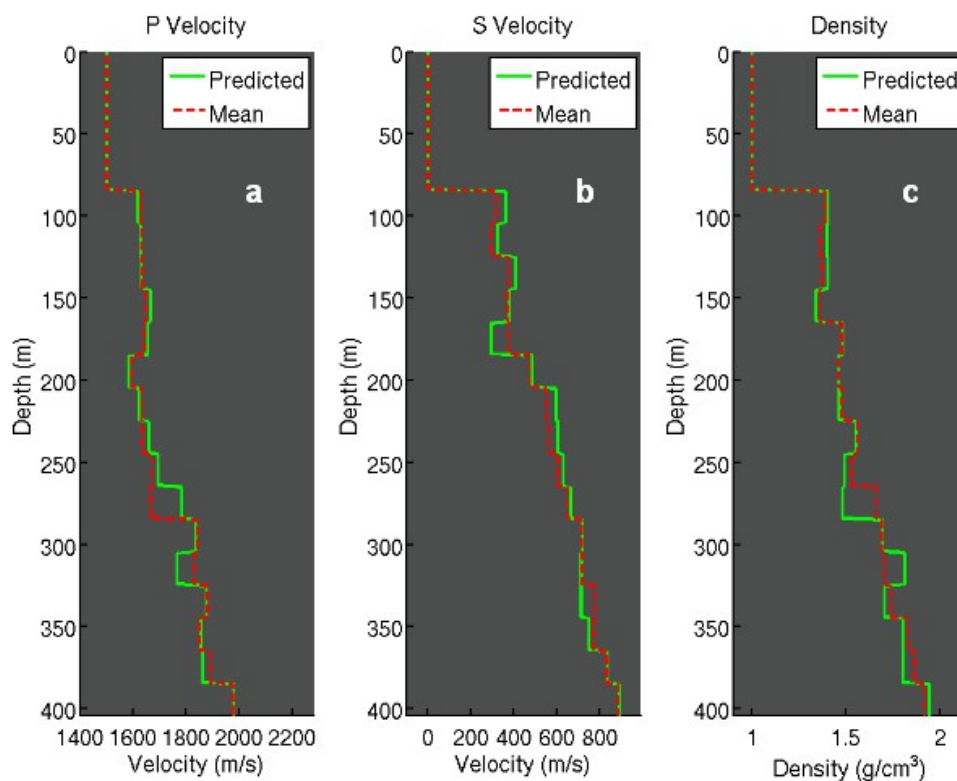 P Velocity
0
50
100
150
200
250
300
350
400
Depth (m)
Predicted
Mean
a
1400 1600 1800 2000 2200
Velocity (m/s)
S Velocity
0
50
100
150
200
250
300
350
400
Depth (m)
Predicted
Mean
b
0 200 400 600 800
Velocity (m/s)
Density
0
50
100
150
200
250
300
350
400
Depth (m)
Predicted
Mean
c
1 1.5 2
Density (g/cm³)